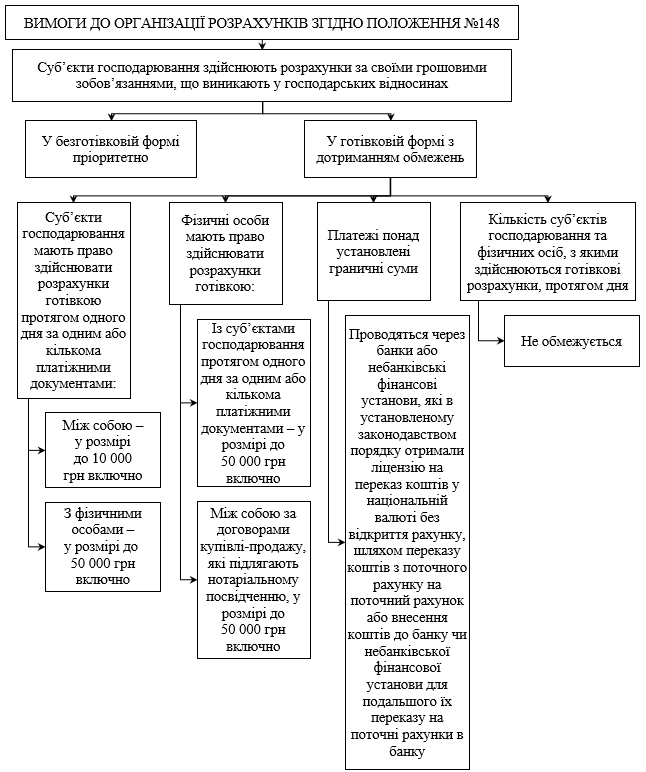 ВИМОГИ ДО ОРГАНІЗАЦІЇ РОЗРАХУНКІВ ЗГІДНО ПОЛОЖЕННЯ №148
Суб’єкти господарювання здійснюють розрахунки за своїми грошовими
зобов’язаннями, що виникають у господарських відносинах
У безготівковій формі
пріоритетно
У готівковій формі з
дотриманням обмежень
Суб’єкти
господарювання
мають право
здійснювати
розрахунки
готівкою
протягом одного
дня за одним або
кількома
платіжними
документами:
Між собою –
у розмірі
до 10 000
грн включно
З фізичними
особами –
у розмірі до
50 000 грн
включно
Фізичні особи
мають право
здійснювати
розрахунки
готівкою:
Із суб’єктами
господарювання
протягом одного
дня за одним або
кількома
платіжними
документами – у
розмірі до
50 000 грн
включно
Між собою за
договорами
купівлі-продажу,
які підлягають
нотаріальному
посвідченню, у
розмірі до
50 000 грн
включно
Платежі понад
установлені
граничні суми
Проводяться через
банки або
небанківські
фінансові
установи, які в
установленому
законодавством
порядку отримали
ліцензію на
переказ коштів у
національній
валюті без
відкриття рахунку,
шляхом переказу
коштів з поточного
рахунку на
поточний рахунок
або внесення
коштів до банку чи
небанківської
фінансової
установи для
подальшого їх
переказу на
поточні рахунки в
банку
Кількість суб’єктів
господарювання та
фізичних осіб, з якими
здійснюються готівкові
розрахунки, протягом дня
Не обмежується